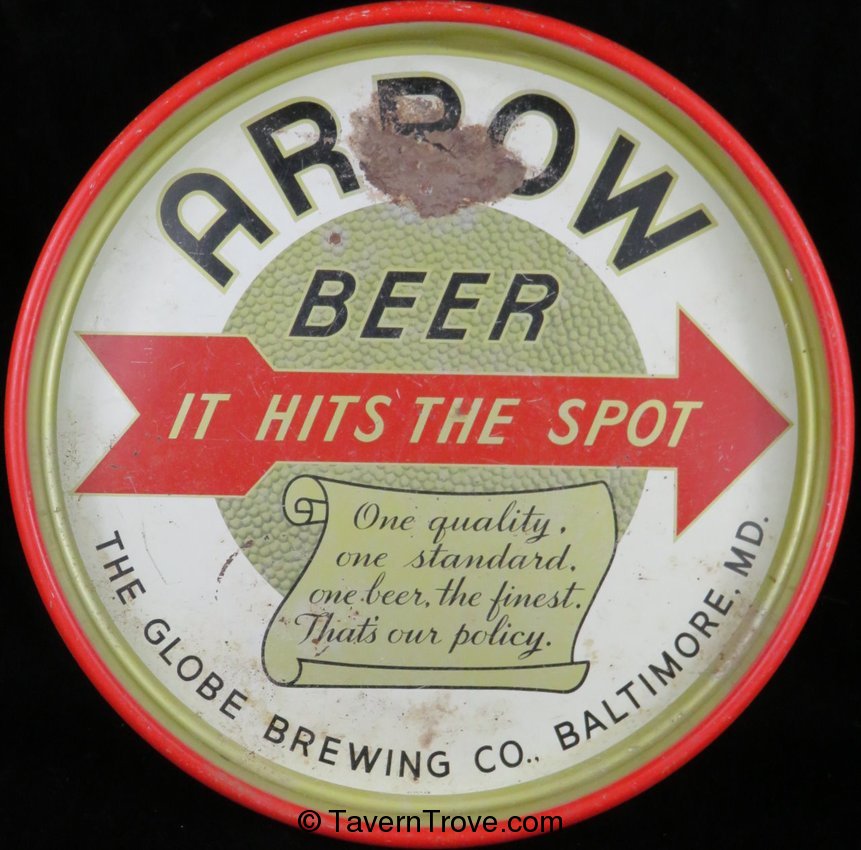 ARROW
BEER
IT HITS THE SPOT
One quality,
one standard,
one beer, the finest.
That's our policy.
THE GLOBE BREWING CO., BALTIMORE, MD.
© TavernTrove.com